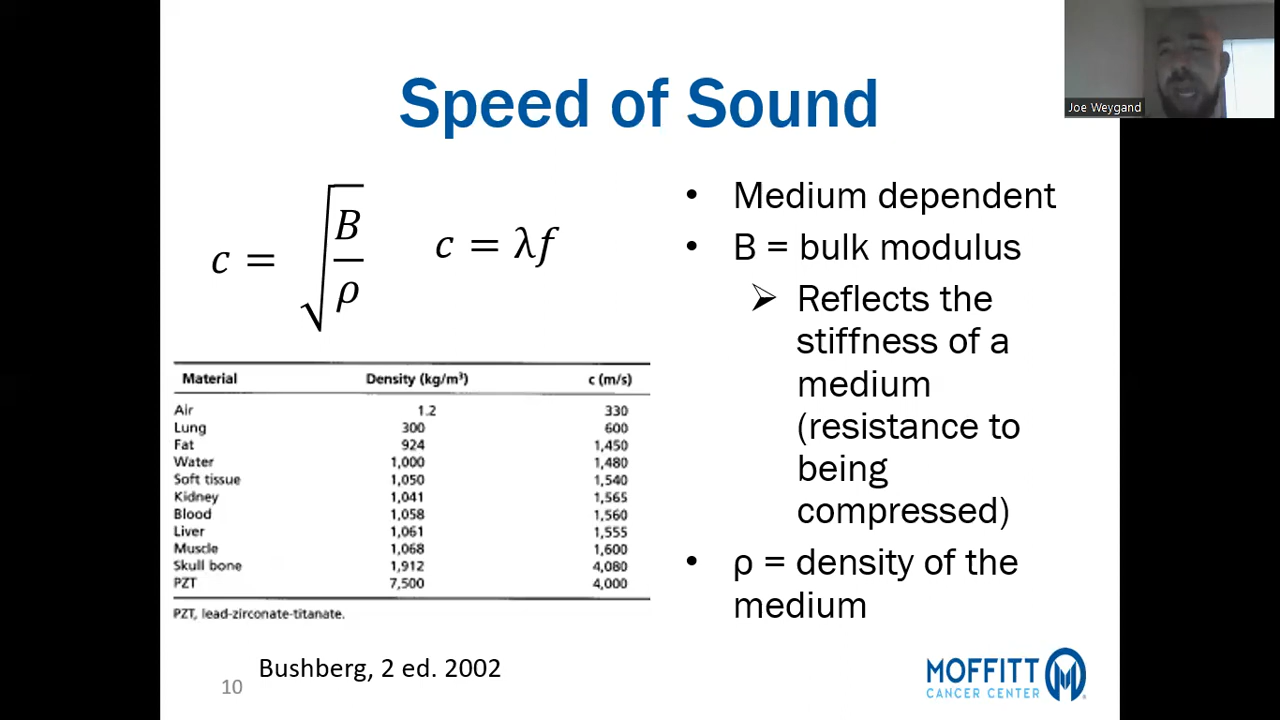 Joe Weygand
Speed of Sound
c = √(B/ρ)
c = λf
• Medium dependent
• B = bulk modulus
➢ Reflects the
stiffness of a
medium
(resistance to
being
compressed)
• ρ = density of the
medium
Material Density (kg/m³) c (m/s)
Air 1.2 330
Lung 300 600
Fat 924 1,450
Water 1,000 1,480
Soft tissue 1,050 1,540
Kidney 1,041 1,565
Blood 1,058 1,560
Liver 1,061 1,555
Muscle 1,068 1,600
Skull bone 1,912 4,080
PZT 7,500 4,000
PZT, lead-zirconate-titanate.
Bushberg, 2 ed. 2002
10
MOFFITT
CANCER CENTER